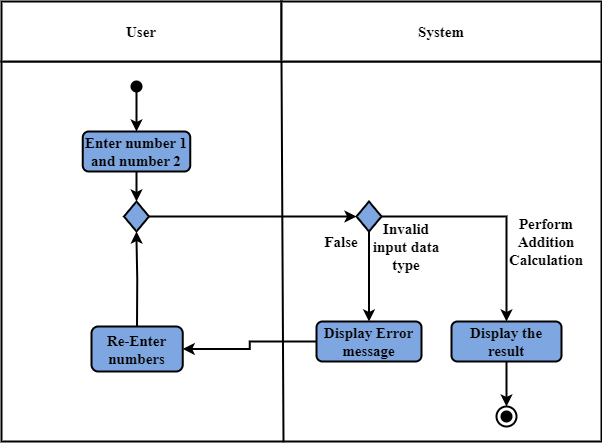 User
System
Enter number 1
and number 2
False
Invalid
input data
type
Perform
Addition
Calculation
Re-Enter
numbers
Display Error
message
Display the
result